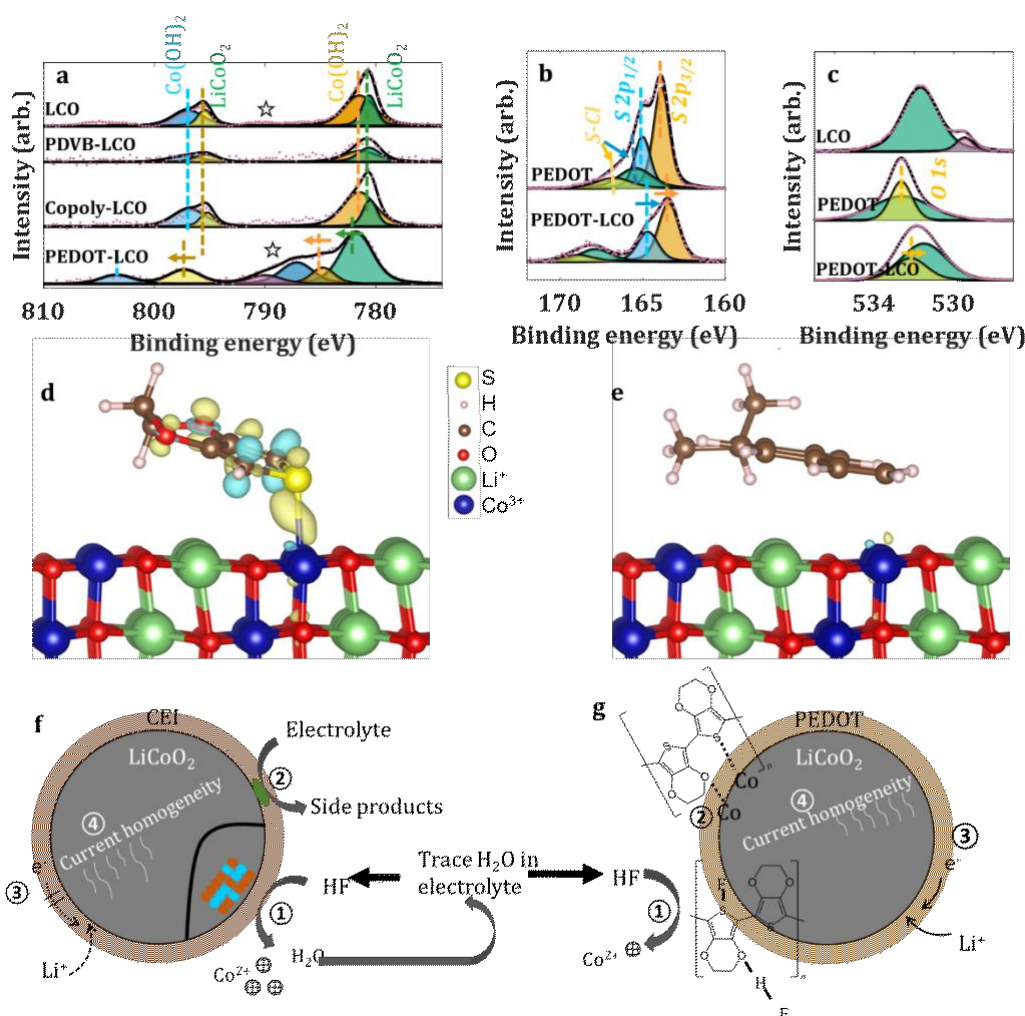 a
Co(OH)2
LiCoO2
Co(OH)2
LiCoO2
LCO
PDVB-LCO
Copoly-LCO
PEDOT-LCO
Intensity (arb.)
810 800 790 780
Binding energy (eV)
b
S-Cl
S 2p1/2
S 2p3/2
PEDOT
PEDOT-LCO
Intensity (arb.)
170 165 160
Binding energy (eV)
c
LCO
PEDOT
O 1s
PEDOT-LCO
Intensity (arb.)
534 530
Binding energy (eV)
d
S
H
C
O
Li+
Co3+
e
f
CEI
LiCoO2
Electrolyte
②
Side products
④
Current homogeneity
③
e-
Li+
①
HF
H2O
Co2+
Trace H2O in
electrolyte
g
PEDOT
LiCoO2
S
S
O
O
O
O
n
Co
Co
②
④
Current homogeneity
③
e-
Li+
HF
①
Co2+
F
S
S
O
O
O
O
n
H
F